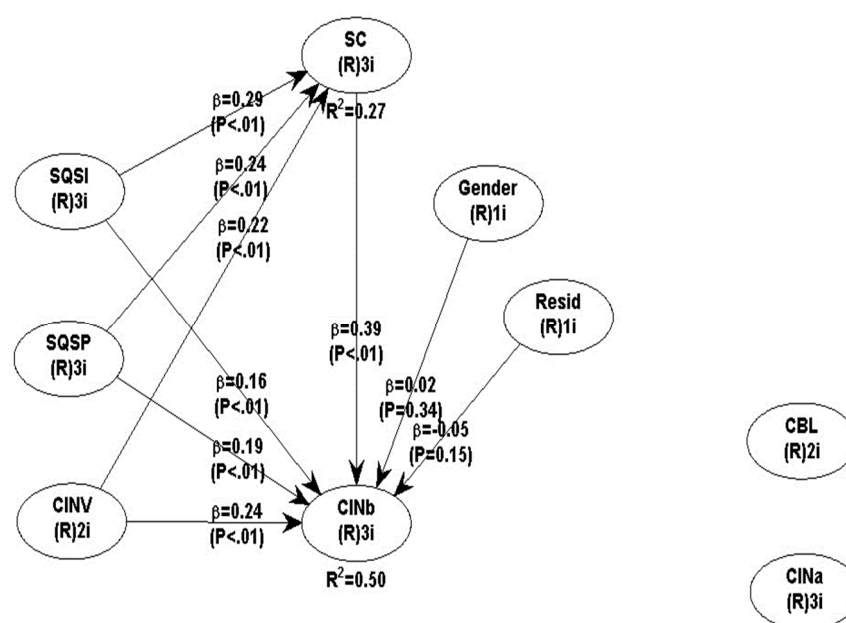 SC
(R)3i
R²=0.27
β=0.29
(P<.01)
SQSI
(R)3i
β=0.24
(P<.01)
Gender
(R)1i
β=0.22
(P<.01)
Resid
(R)1i
SQSP
(R)3i
β=0.39
(P<.01)
β=0.16
(P<.01)
β=0.02
(P=0.34)
β=-0.05
(P=0.15)
CBL
(R)2i
β=0.19
(P<.01)
CINV
(R)2i
β=0.24
(P<.01)
CINb
(R)3i
R²=0.50
CINa
(R)3i